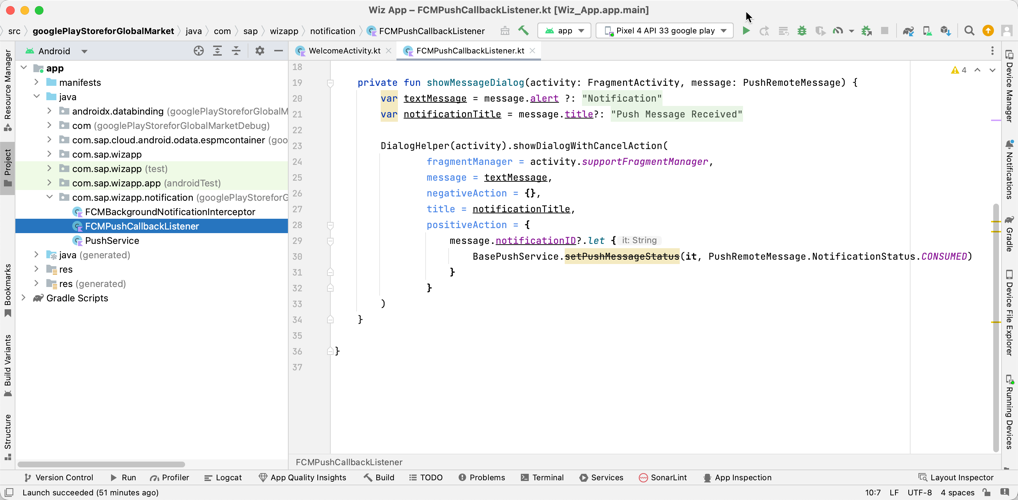 Wiz App – FCMPushCallbackListener.kt [Wiz_App.app.main]
src
googlePlayStoreforGlobalMarket
java
com
sap
wizapp
notification
FCMPushCallbackListener
app
Pixel 4 API 33 google play
Android
WelcomeActivity.kt
FCMPushCallbackListener.kt
Resource Manager
Project
Bookmarks
Build Variants
Structure
app
manifests
java
androidx.databinding (googlePlayStoreforGlobalM
com (googlePlayStoreforGlobalMarketDebug)
com.sap.cloud.android.odata.espmcontainer (goo
com.sap.wizapp
com.sap.wizapp (test)
com.sap.wizapp.app (androidTest)
com.sap.wizapp.notification (googlePlayStoreforG
FCMBackgroundNotificationInterceptor
FCMPushCallbackListener
PushService
java (generated)
res
res (generated)
Gradle Scripts
4
18
19 private fun showMessageDialog(activity: FragmentActivity, message: PushRemoteMessage) {
20 var textMessage = message.alert ?: "Notification"
21 var notificationTitle = message.title?: "Push Message Received"
22
23 DialogHelper(activity).showDialogWithCancelAction(
24 fragmentManager = activity.supportFragmentManager,
25 message = textMessage,
26 negativeAction = {},
27 title = notificationTitle,
28 positiveAction = {
29 message.notificationID?.let { it: String
30 BasePushService.setPushMessageStatus(it, PushRemoteMessage.NotificationStatus.CONSUMED)
31 }
32 }
33 )
34 }
35
36 }
37
FCMPushCallbackListener
Device Manager
Notifications
Gradle
Device File Explorer
Running Devices
Version Control
Run
Profiler
Logcat
App Quality Insights
Build
TODO
Problems
Terminal
Services
SonarLint
App Inspection
Layout Inspector
Launch succeeded (51 minutes ago)
10:7
LF
UTF-8
4 spaces